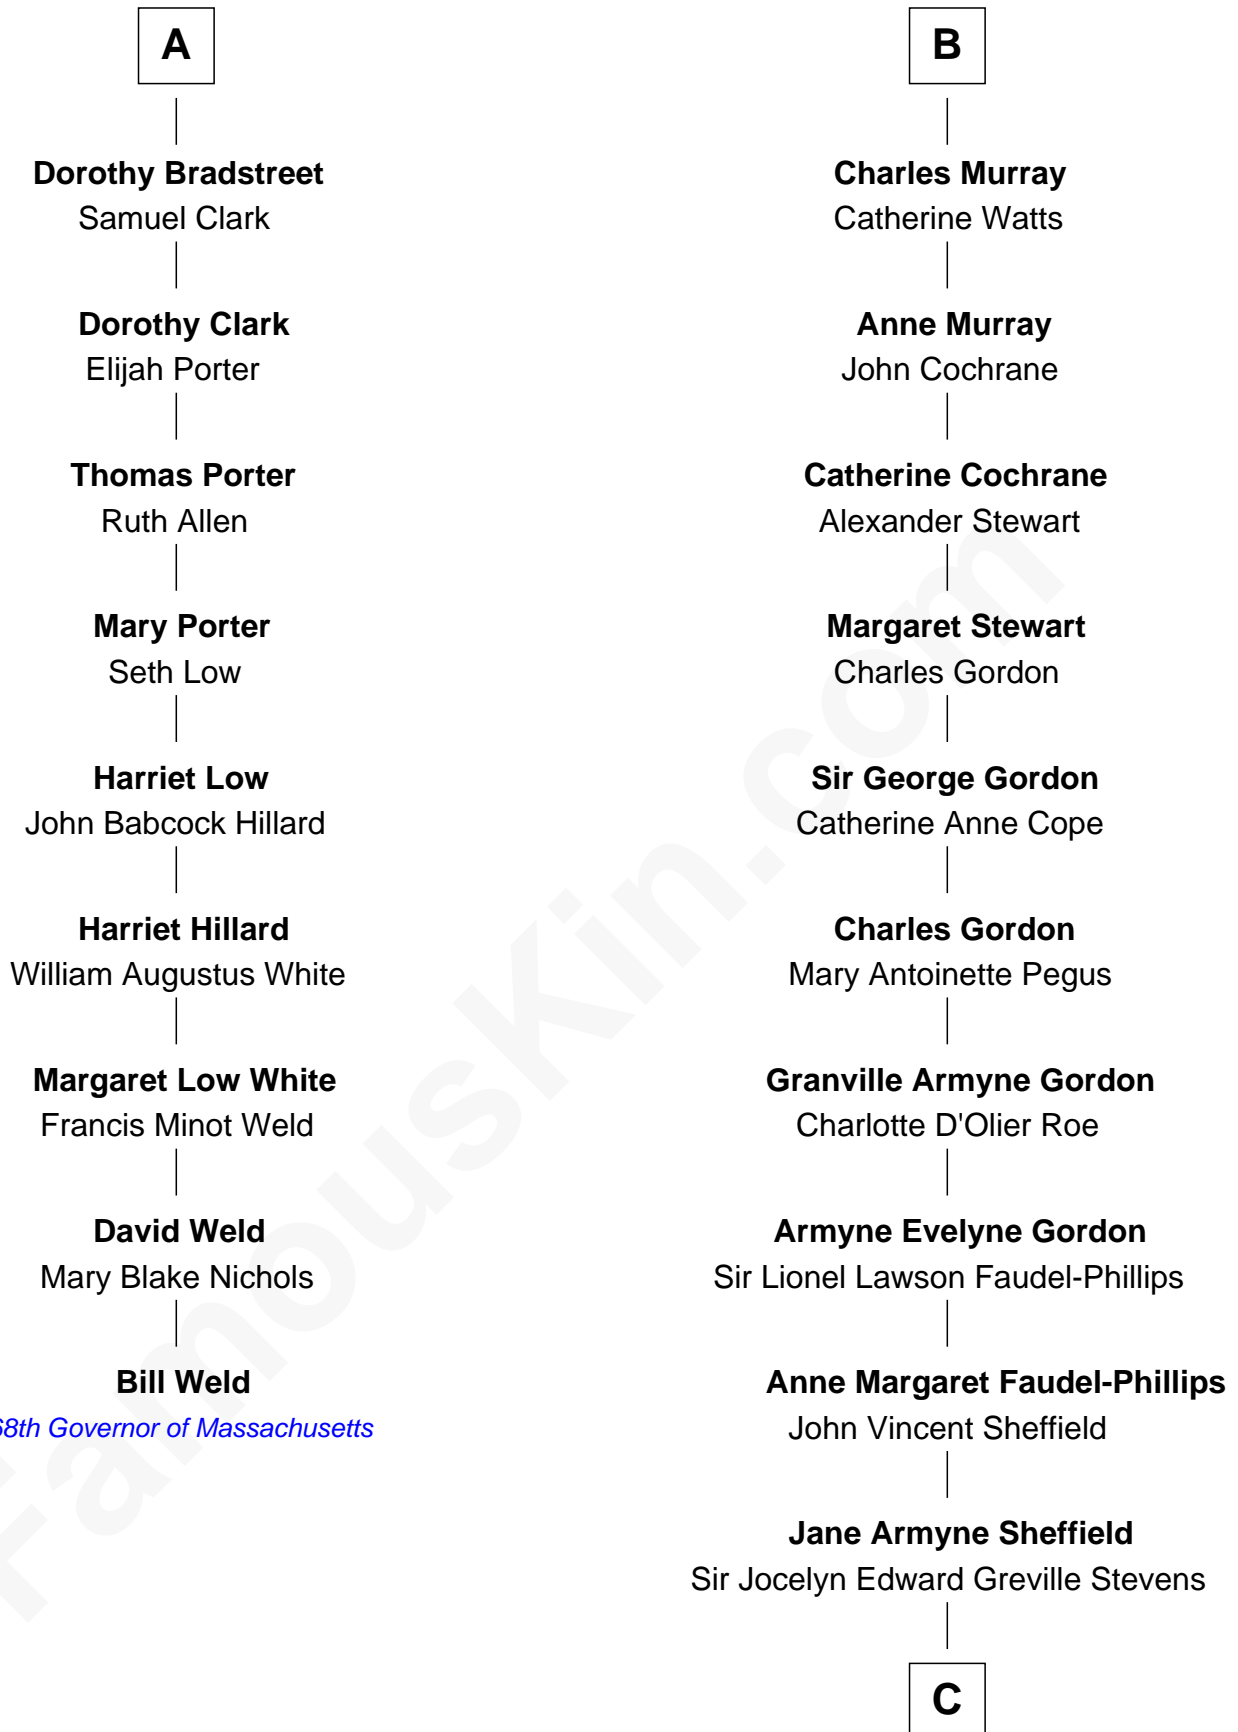 A
Dorothy Bradstreet
Samuel Clark
Dorothy Clark
Elijah Porter
Thomas Porter
Ruth Allen
Mary Porter
Seth Low
Harriet Low
John Babcock Hillard
Harriet Hillard
William Augustus White
Margaret Low White
Francis Minot Weld
David Weld
Mary Blake Nichols
Bill Weld
68th Governor of Massachusetts
B
Charles Murray
Catherine Watts
Anne Murray
John Cochrane
Catherine Cochrane
Alexander Stewart
Margaret Stewart
Charles Gordon
Sir George Gordon
Catherine Anne Cope
Charles Gordon
Mary Antoinette Pegus
Granville Armyne Gordon
Charlotte D'Olier Roe
Armyne Evelyne Gordon
Sir Lionel Lawson Faudel-Phillips
Anne Margaret Faudel-Phillips
John Vincent Sheffield
Jane Armyne Sheffield
Sir Jocelyn Edward Greville Stevens
C
FamousKin.com